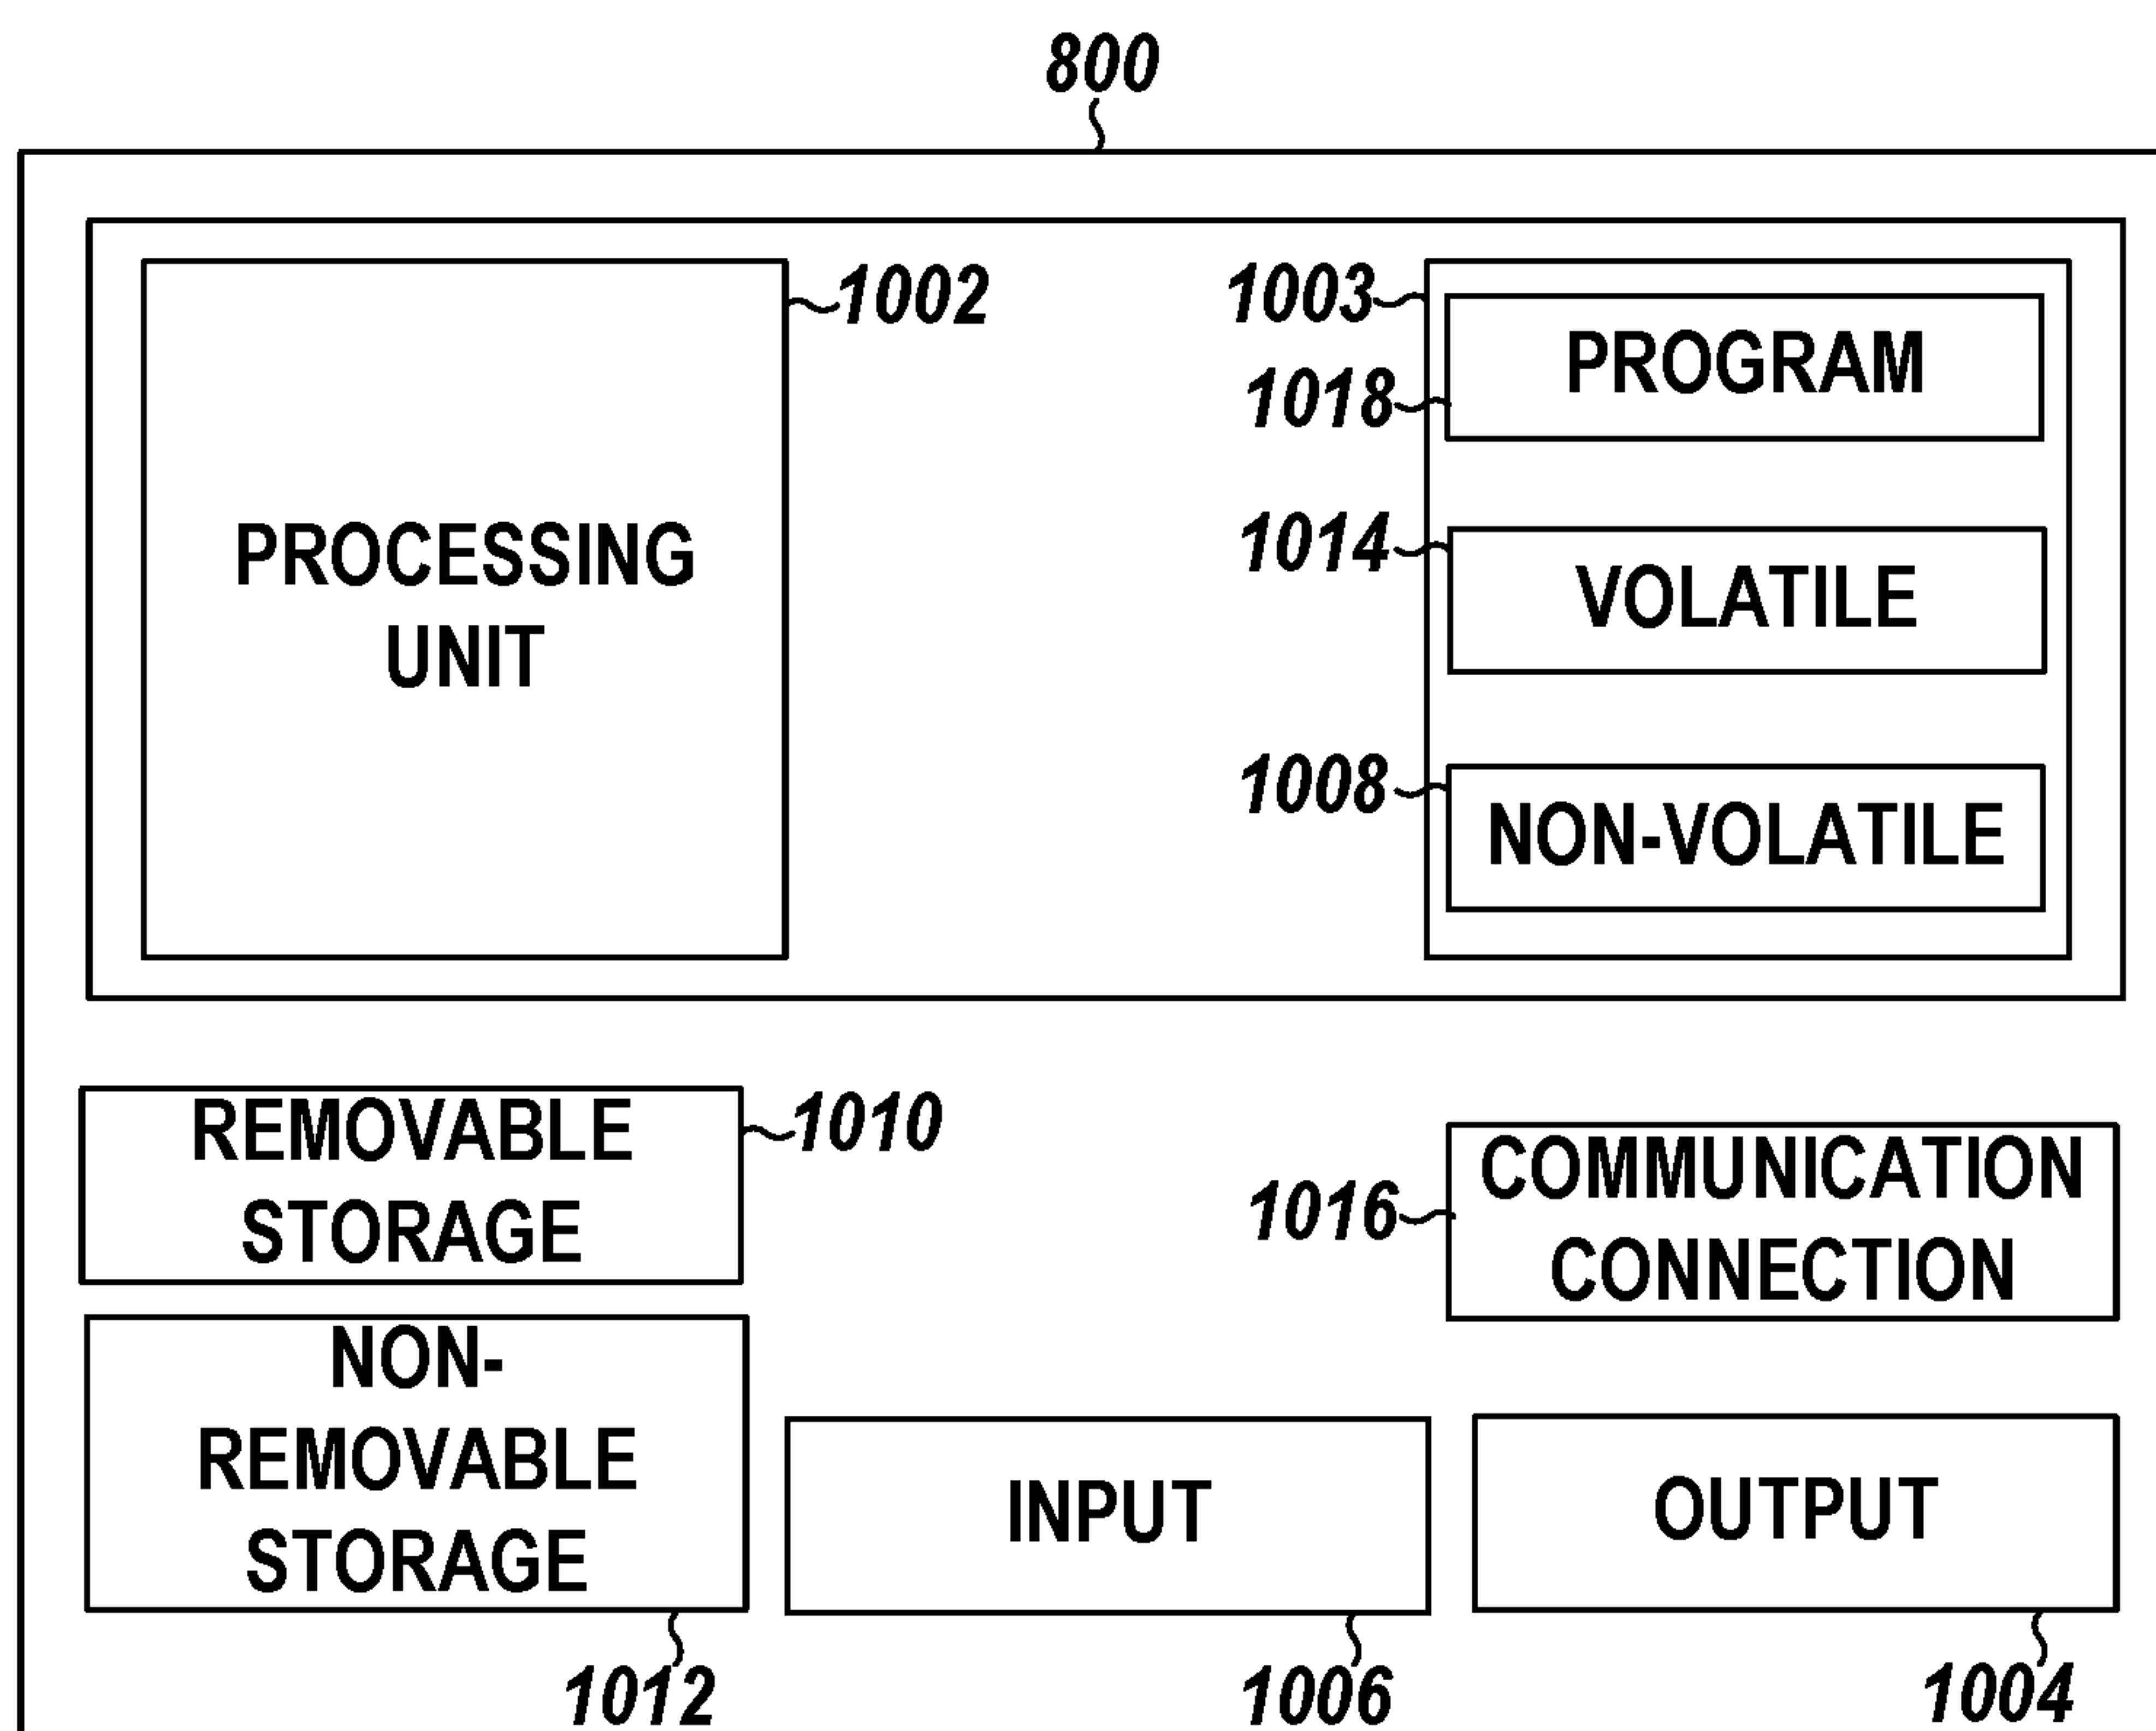 800
1002
1003
PROGRAM
1018
PROCESSING
UNIT
1014
VOLATILE
1008
NON-VOLATILE
REMOVABLE
STORAGE
1010
COMMUNICATION
CONNECTION
1016
NON-
REMOVABLE
STORAGE
INPUT
OUTPUT
1012
1006
1004